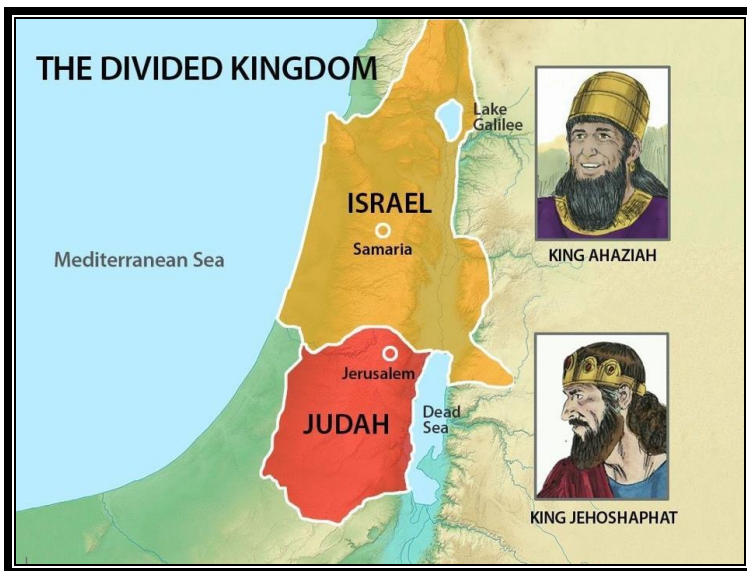 THE DIVIDED KINGDOM
Lake
Galilee
ISRAEL
Samaria
KING AHAZIAH
Mediterranean Sea
Jerusalem
JUDAH
Dead
Sea
KING JEHOSHAPHAT